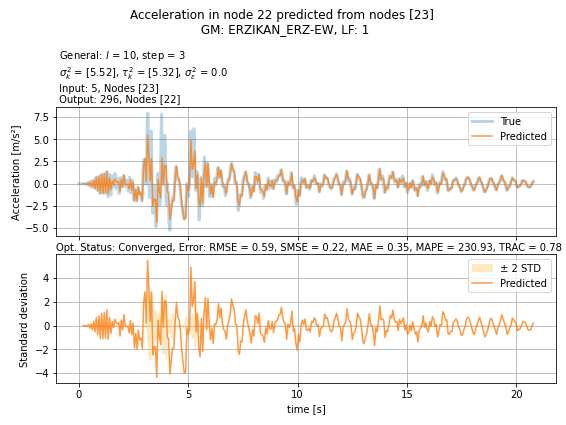 Acceleration in node 22 predicted from nodes [23]
GM: ERZIKAN_ERZ-EW, LF: 1
General: l = 10, step = 3
σ²ₖ = [5.52], τ²ₖ = [5.32], σ²ε = 0.0
Input: 5, Nodes [23]
Output: 296, Nodes [22]
Acceleration [m/s²]
7.5
5.0
2.5
0.0
−2.5
−5.0
True
Predicted
Opt. Status: Converged, Error: RMSE = 0.59, SMSE = 0.22, MAE = 0.35, MAPE = 230.93, TRAC = 0.78
Standard deviation
4
2
0
−2
−4
± 2 STD
Predicted
0 5 10 15 20
time [s]